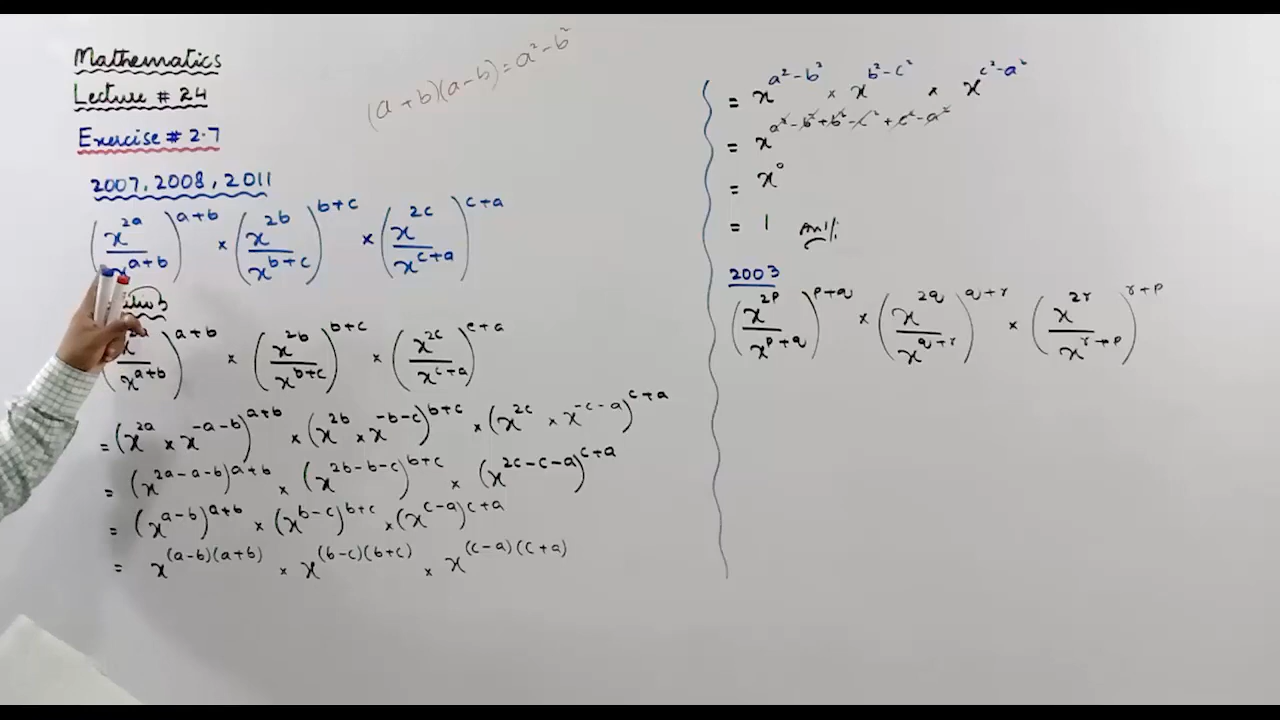 Mathematics
Lecture # 24
Exercise # 2.7
(a+b)(a-b)=a²-b²
2007, 2008, 2011
(x^{2a}/x^{a+b})^{a+b} × (x^{2b}/x^{b+c})^{b+c} × (x^{2c}/x^{c+a})^{c+a}
(x^{2a}/x^{a+b})^{a+b} × (x^{2b}/x^{b+c})^{b+c} × (x^{2c}/x^{c+a})^{c+a}
= (x^{2a} × x^{-a-b})^{a+b} × (x^{2b} × x^{-b-c})^{b+c} × (x^{2c} × x^{-c-a})^{c+a}
= (x^{2a-a-b})^{a+b} × (x^{2b-b-c})^{b+c} × (x^{2c-c-a})^{c+a}
= (x^{a-b})^{a+b} × (x^{b-c})^{b+c} × (x^{c-a})^{c+a}
= x^{(a-b)(a+b)} × x^{(b-c)(b+c)} × x^{(c-a)(c+a)}
= x^{a²-b²} × x^{b²-c²} × x^{c²-a²}
= x^{a²-b²+b²-c²+c²-a²}
= x^0
= 1 Ans//.
2003
(x^{2p}/x^{p+q})^{p+q} × (x^{2q}/x^{q+r})^{q+r} × (x^{2r}/x^{r+p})^{r+p}